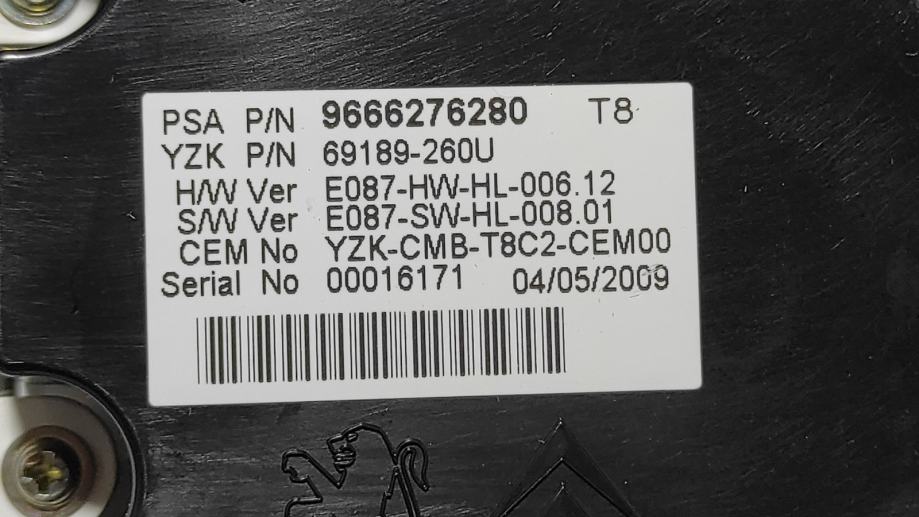 PSA P/N 9666276280 T8
YZK P/N 69189-260U
H/W Ver E087-HW-HL-006.12
S/W Ver E087-SW-HL-008.01
CEM No YZK-CMB-T8C2-CEM00
Serial No 00016171 04/05/2009